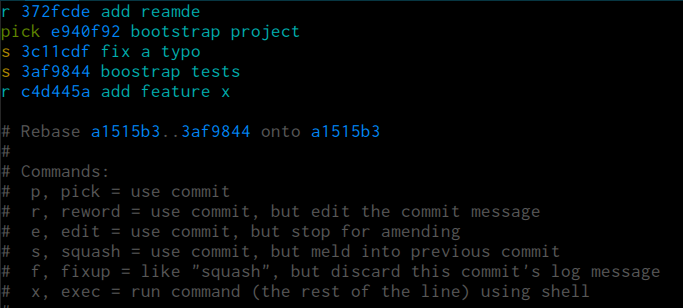 r 372fcde add reamde
pick e940f92 bootstrap project
s 3c11cdf fix a typo
s 3af9844 boostrap tests
r c4d445a add feature x

# Rebase a1515b3..3af9844 onto a1515b3
#
# Commands:
#  p, pick = use commit
#  r, reword = use commit, but edit the commit message
#  e, edit = use commit, but stop for amending
#  s, squash = use commit, but meld into previous commit
#  f, fixup = like "squash", but discard this commit's log message
#  x, exec = run command (the rest of the line) using shell